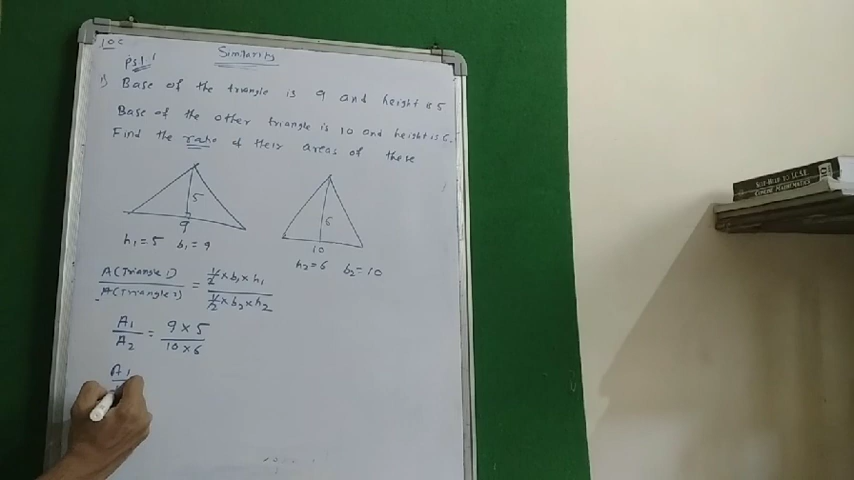 10C
Similarity
ps1.1
1) Base of the triangle is 9 and height is 5
Base of the other triangle is 10 and height is 6.
Find the ratio of their areas of these
5
9
h₁=5 b₁=9
6
10
h₂=6 b₂=10
A(Triangle 1) / A(Triangle 2) = ½×b₁×h₁ / ½×b₂×h₂
A₁ / A₂ = 9×5 / 10×6
A₁